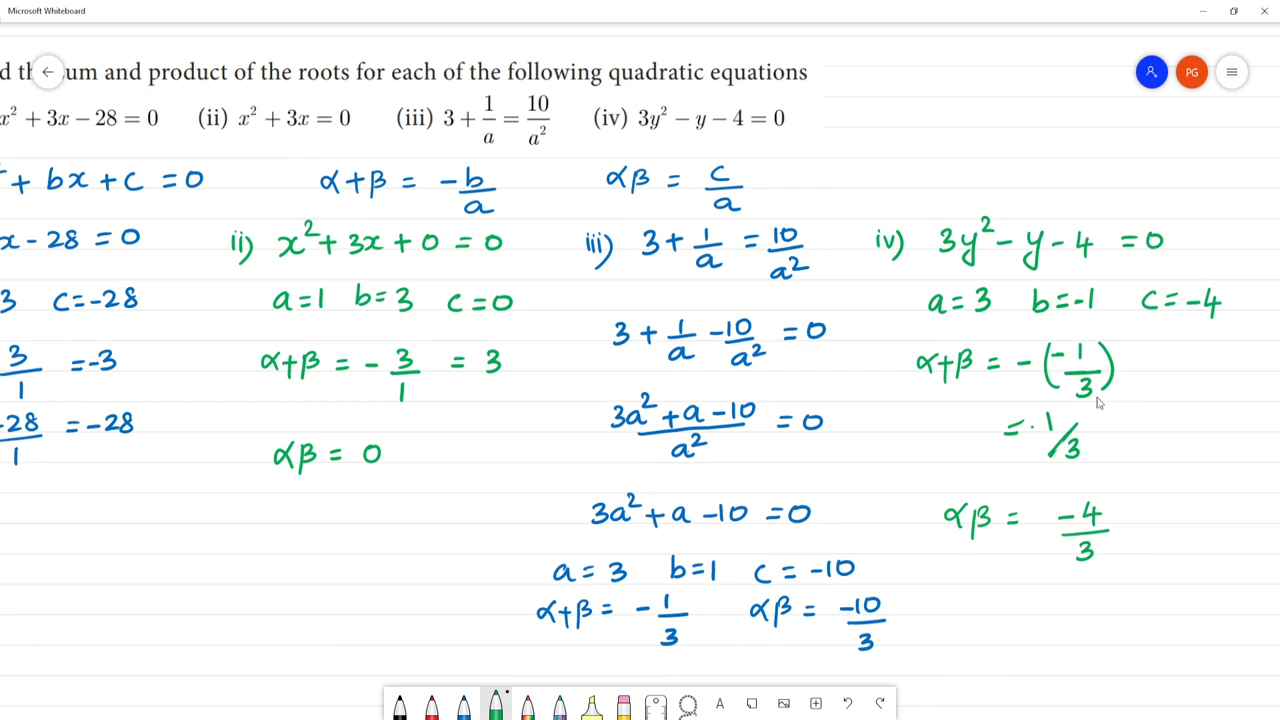 Microsoft Whiteboard
d th um and product of the roots for each of the following quadratic equations
x² + 3x − 28 = 0 (ii) x² + 3x = 0 (iii) 3 + 1/a = 10/a² (iv) 3y² − y − 4 = 0
PG
+ bx + c = 0 α+β = -b/a αβ = c/a
x - 28 = 0
3 c=-28
3/1 =-3
-28/1 =-28
ii) x² + 3x + 0 = 0
a=1 b=3 c=0
α+β = - 3/1 = 3
αβ = 0
iii) 3 + 1/a = 10/a²
3 + 1/a - 10/a² = 0
3a² + a - 10/a² = 0
3a² + a - 10 = 0
a = 3 b=1 c = -10
α+β = - 1/3 αβ = -10/3
iv) 3y² - y - 4 = 0
a=3 b=-1 c=-4
α+β = - (-1/3)
= 1/3
αβ = -4/3
A